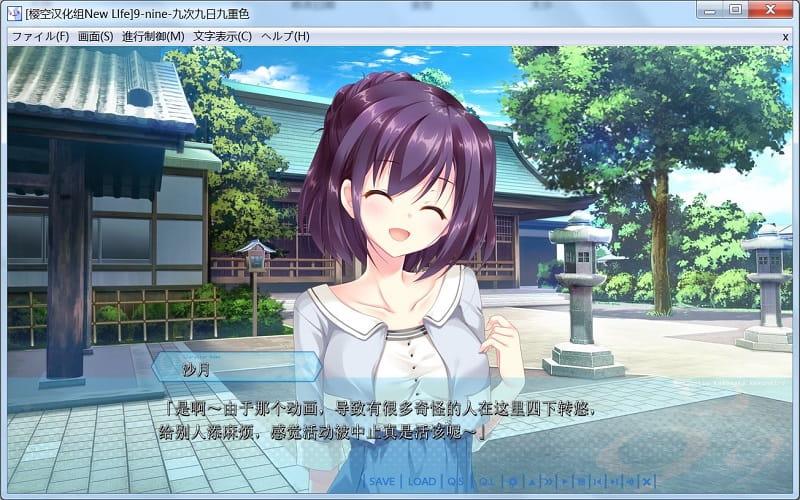 [樱空汉化组New LIfe]9-nine-九次九日九重色
ファイル(F) 画面(S) 進行制御(M) 文字表示(C) ヘルプ(H) x
Character Name
沙月
「是啊～由于那个动画，导致有很多奇怪的人在这里四下转悠，
给别人添麻烦，感觉活动被中止真是活该呢～」
SAVE LOAD Q.S Q.L